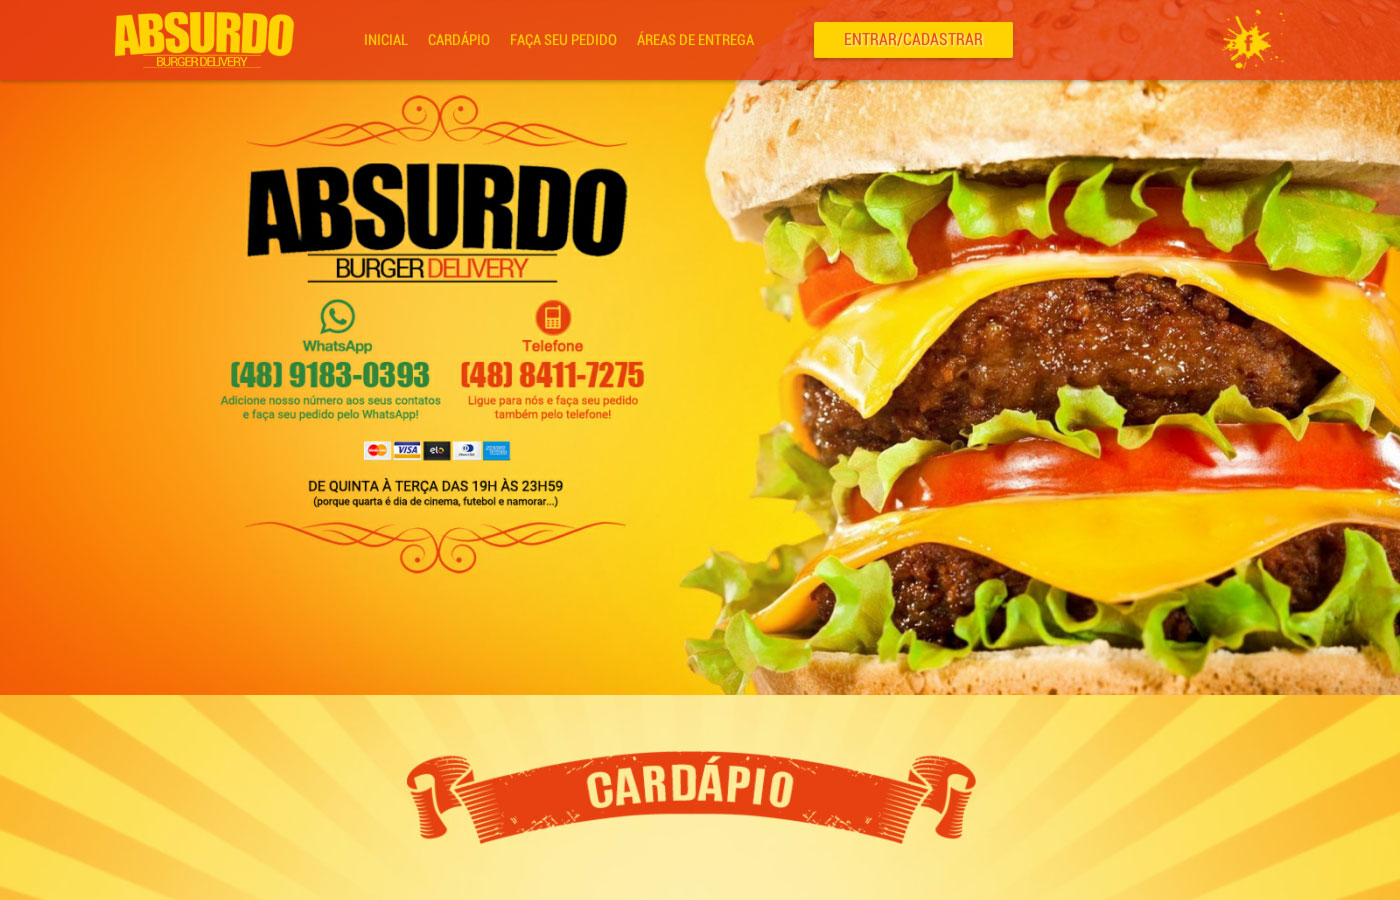 ABSURDO
BURGER DELIVERY
INICIAL
CARDÁPIO
FAÇA SEU PEDIDO
ÁREAS DE ENTREGA
ENTRAR/CADASTRAR
f
ABSURDO
BURGER DELIVERY
WhatsApp
(48) 9183-0393
Adicione nosso número aos seus contatos
e faça seu pedido pelo WhatsApp!
Telefone
(48) 8411-7275
Ligue para nós e faça seu pedido
também pelo telefone!
VISA
elo
DE QUINTA À TERÇA DAS 19H ÀS 23H59
(porque quarta é dia de cinema, futebol e namorar...)
CARDÁPIO